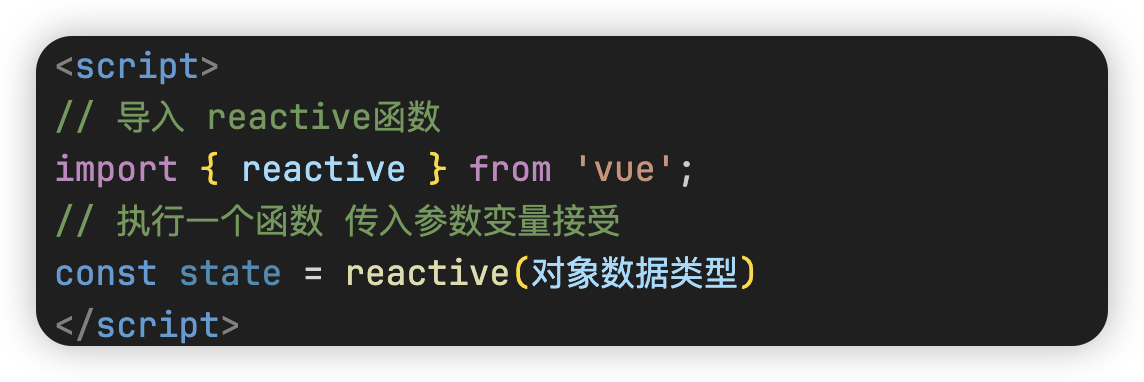 <script>
// 导入 reactive函数
import { reactive } from 'vue';
// 执行一个函数 传入参数变量接受
const state = reactive(对象数据类型)
</script>